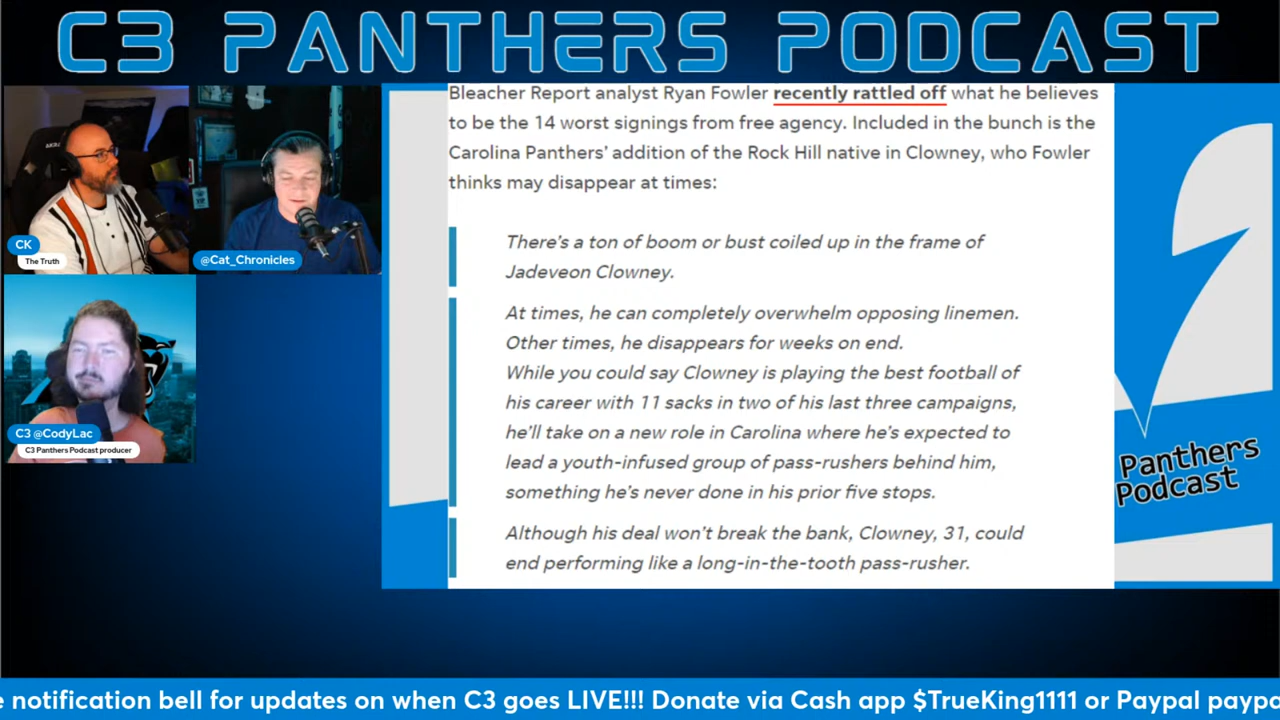 C3 PANTHERS PODCAST
Bleacher Report analyst Ryan Fowler recently rattled off what he believes
to be the 14 worst signings from free agency. Included in the bunch is the
Carolina Panthers' addition of the Rock Hill native in Clowney, who Fowler
thinks may disappear at times:
There's a ton of boom or bust coiled up in the frame of
Jadeveon Clowney.
At times, he can completely overwhelm opposing linemen.
Other times, he disappears for weeks on end.
While you could say Clowney is playing the best football of
his career with 11 sacks in two of his last three campaigns,
he'll take on a new role in Carolina where he's expected to
lead a youth-infused group of pass-rushers behind him,
something he's never done in his prior five stops.
Although his deal won't break the bank, Clowney, 31, could
end performing like a long-in-the-tooth pass-rusher.
CK
The Truth
@Cat_Chronicles
C3 @CodyLac
C3 Panthers Podcast producer
Panthers
Podcast
notification bell for updates on when C3 goes LIVE!!! Donate via Cash app $TrueKing1111 or Paypal